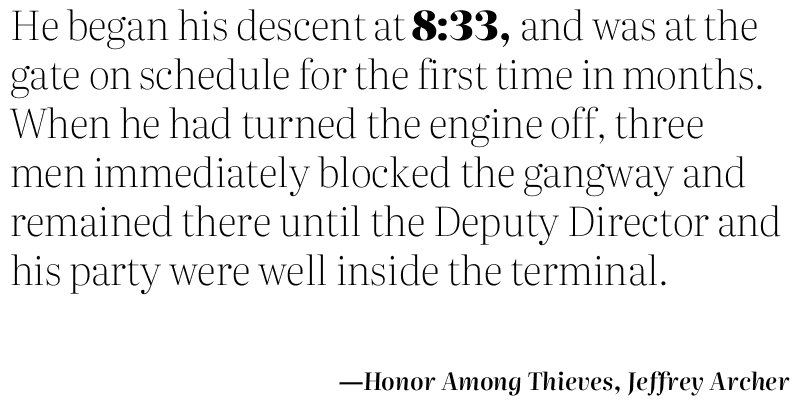 He began his descent at 8:33, and was at the
gate on schedule for the first time in months.
When he had turned the engine off, three
men immediately blocked the gangway and
remained there until the Deputy Director and
his party were well inside the terminal.
—Honor Among Thieves, Jeffrey Archer